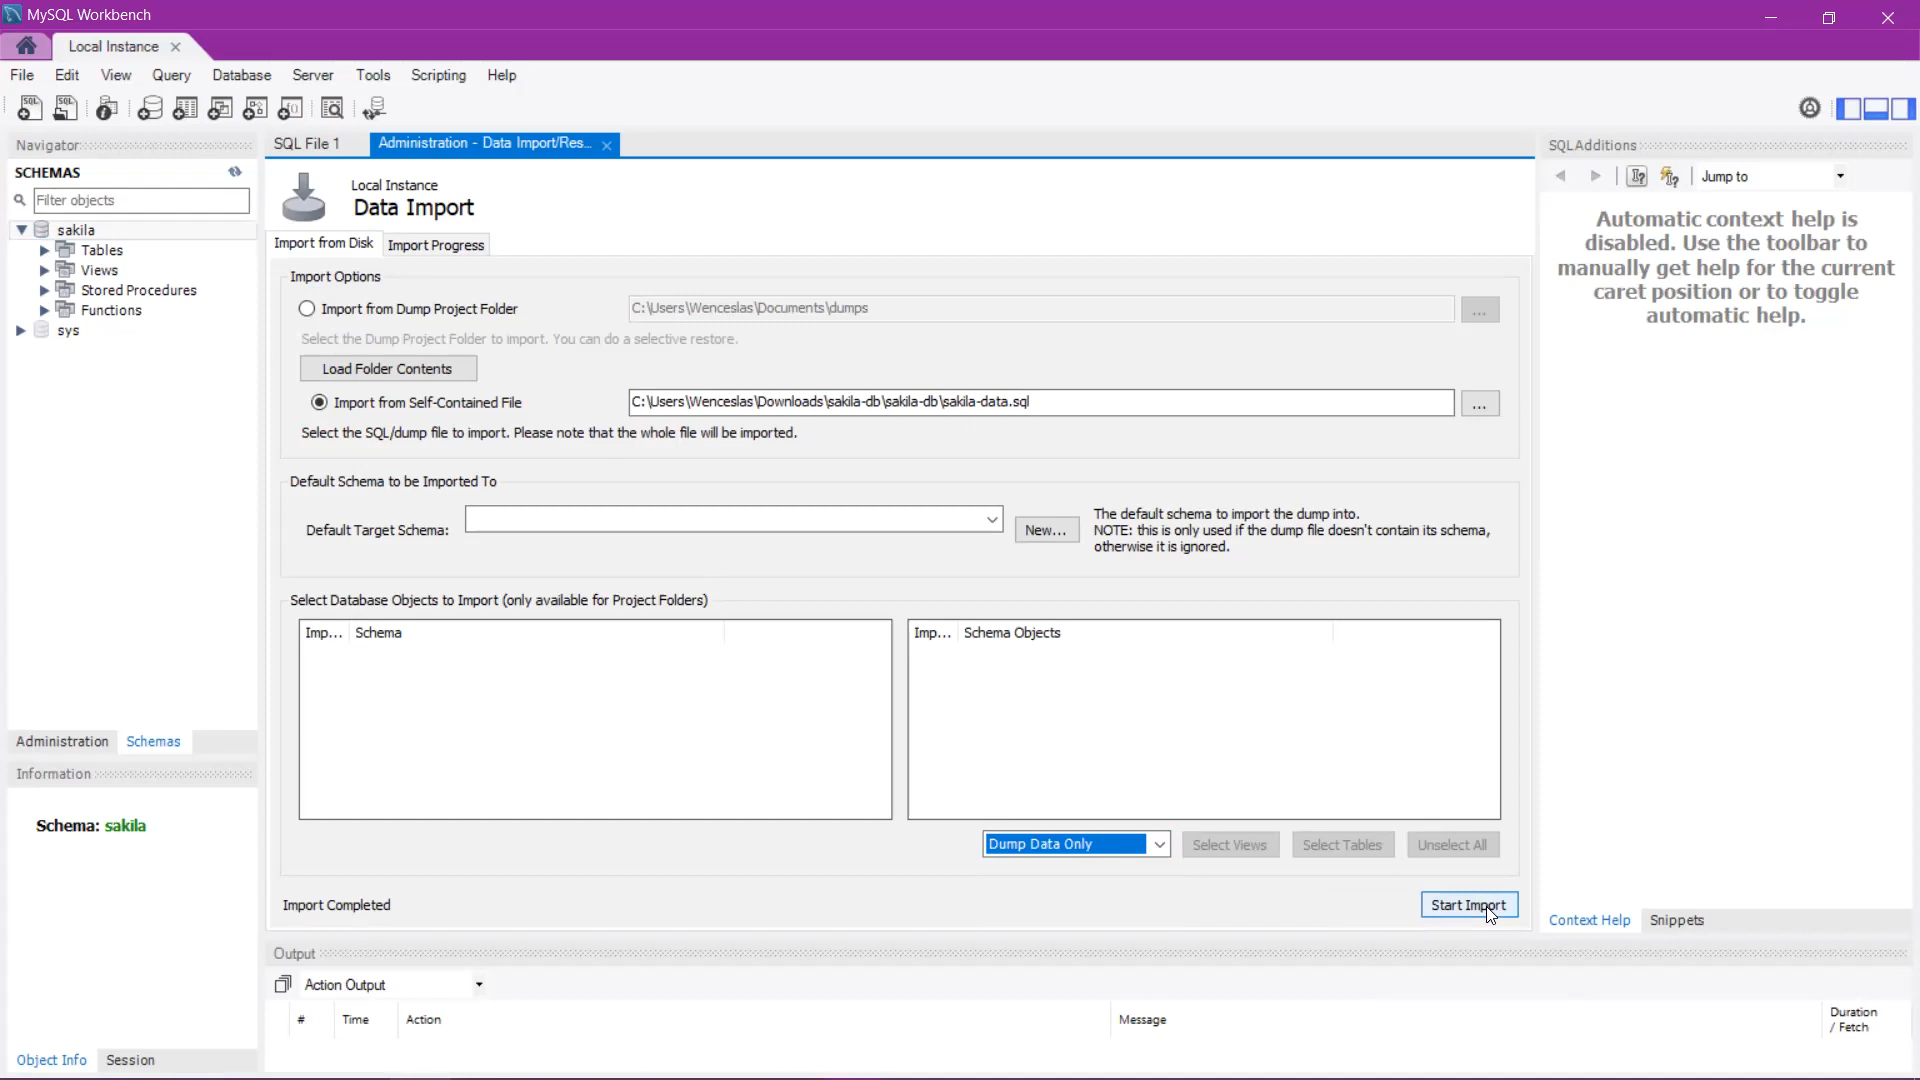 MySQL Workbench
Local Instance
File Edit View Query Database Server Tools Scripting Help
Navigator
SCHEMAS
Filter objects
sakila
Tables
Views
Stored Procedures
Functions
sys
Administration Schemas
Information
Schema: sakila
Object Info Session
SQL File 1 Administration - Data Import/Res...
Local Instance
Data Import
Import from Disk Import Progress
Import Options
Import from Dump Project Folder C:\Users\Wenceslas\Documents\dumps ...
Select the Dump Project Folder to import. You can do a selective restore.
Load Folder Contents
Import from Self-Contained File C:\Users\Wenceslas\Downloads\sakila-db\sakila-db\sakila-data.sql ...
Select the SQL/dump file to import. Please note that the whole file will be imported.
Default Schema to be Imported To
Default Target Schema: New...
The default schema to import the dump into.
NOTE: this is only used if the dump file doesn't contain its schema,
otherwise it is ignored.
Select Database Objects to Import (only available for Project Folders)
Imp... Schema Imp... Schema Objects
Dump Data Only Select Views Select Tables Unselect All
Import Completed Start Import
Output
Action Output
# Time Action Message Duration
/ Fetch
SQLAdditions
Jump to
Automatic context help is
disabled. Use the toolbar to
manually get help for the current
caret position or to toggle
automatic help.
Context Help Snippets